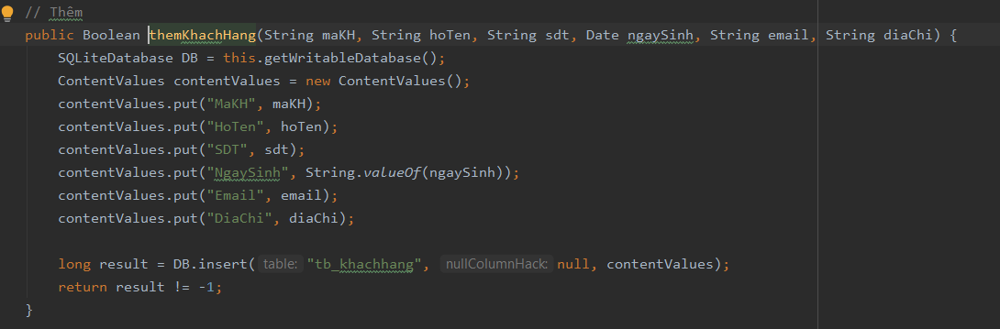 // Thêm
public Boolean themKhachHang(String maKH, String hoTen, String sdt, Date ngaySinh, String email, String diaChi) {
SQLiteDatabase DB = this.getWritableDatabase();
ContentValues contentValues = new ContentValues();
contentValues.put("MaKH", maKH);
contentValues.put("HoTen", hoTen);
contentValues.put("SDT", sdt);
contentValues.put("NgaySinh", String.valueOf(ngaySinh));
contentValues.put("Email", email);
contentValues.put("DiaChi", diaChi);
long result = DB.insert( table: "tb_khachhang", nullColumnHack: null, contentValues);
return result != -1;
}